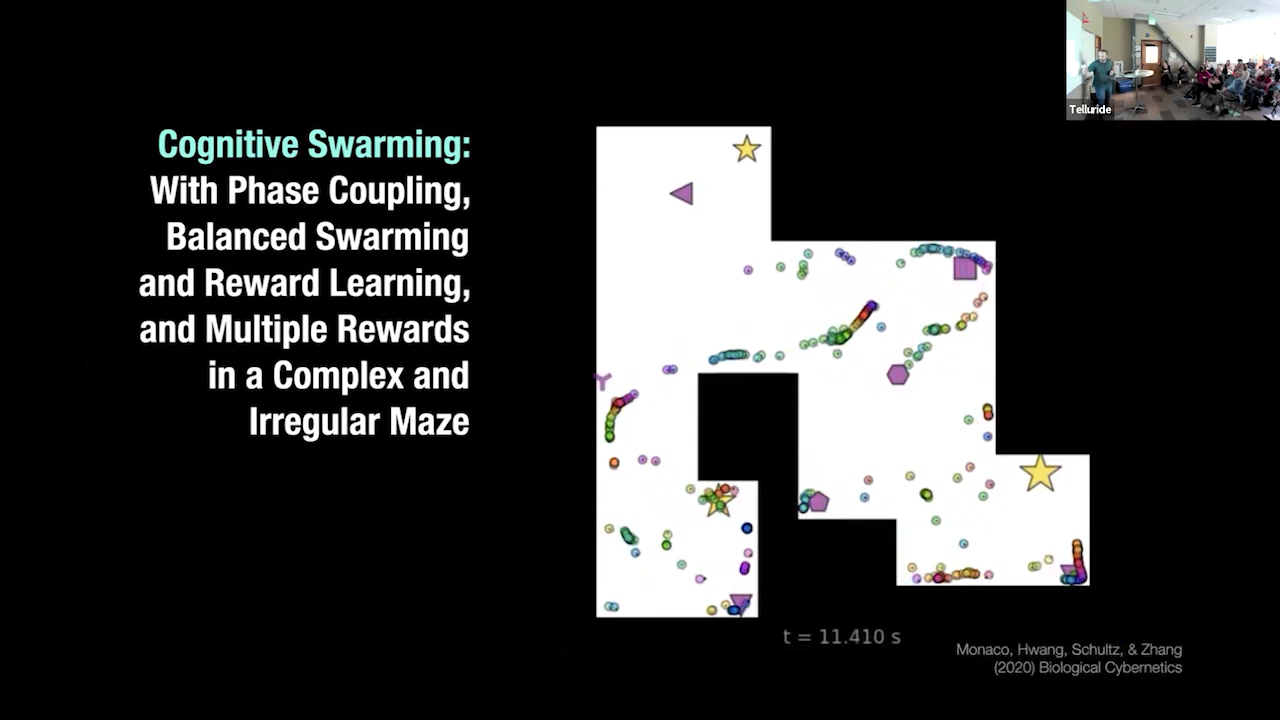 Cognitive Swarming:
With Phase Coupling,
Balanced Swarming
and Reward Learning,
and Multiple Rewards
in a Complex and
Irregular Maze
Telluride
t = 11.410 s
Monaco, Hwang, Schultz, & Zhang
(2020) Biological Cybernetics